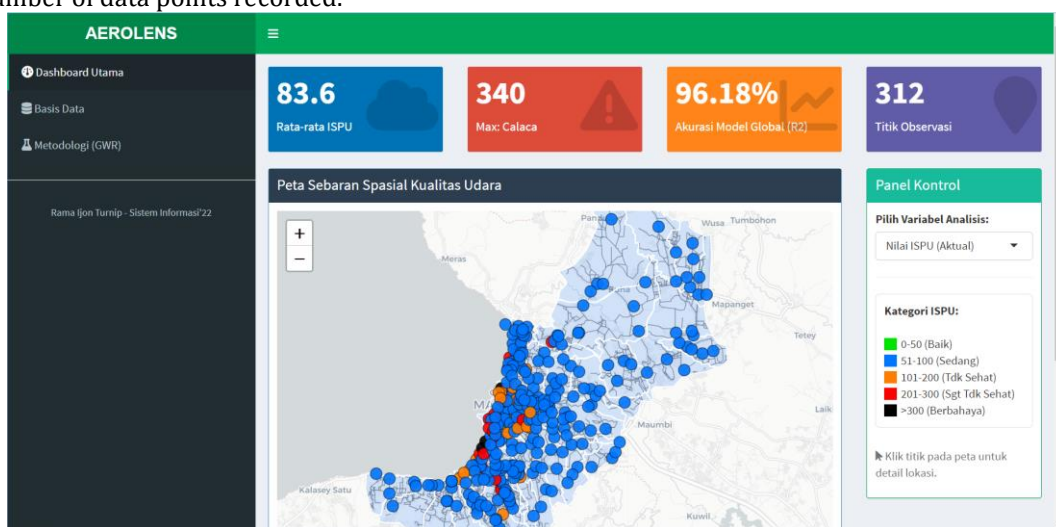 number of data points recorded.
AEROLENS
Dashboard Utama
Basis Data
Metodologi (GWR)
Rama Ijon Turnip - Sistem Informasi'22
83.6
Rata-rata ISPU
340
Max: Calaca
96.18%
Akurasi Model Global (R2)
312
Titik Observasi
Peta Sebaran Spasial Kualitas Udara
+
−
Wusa
Tumbohon
Meras
Mapanget
Tetey
Laik
Maumbi
Kalasey Satu
Kuwil
Panel Kontrol
Pilih Variabel Analisis:
Nilai ISPU (Aktual)
Kategori ISPU:
0-50 (Baik)
51-100 (Sedang)
101-200 (Tdk Sehat)
201-300 (Sgt Tdk Sehat)
>300 (Berbahaya)
Klik titik pada peta untuk
detail lokasi.